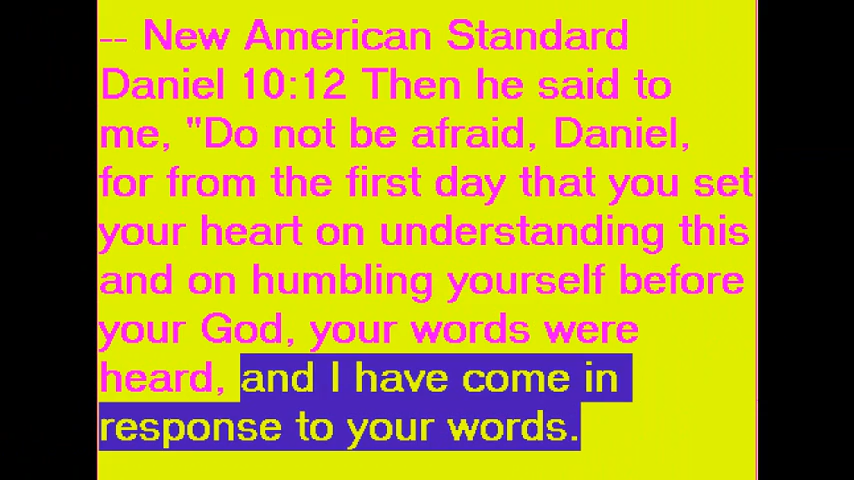 -- New American Standard
Daniel 10:12 Then he said to
me, "Do not be afraid, Daniel,
for from the first day that you set
your heart on understanding this
and on humbling yourself before
your God, your words were
heard, and I have come in
response to your words.